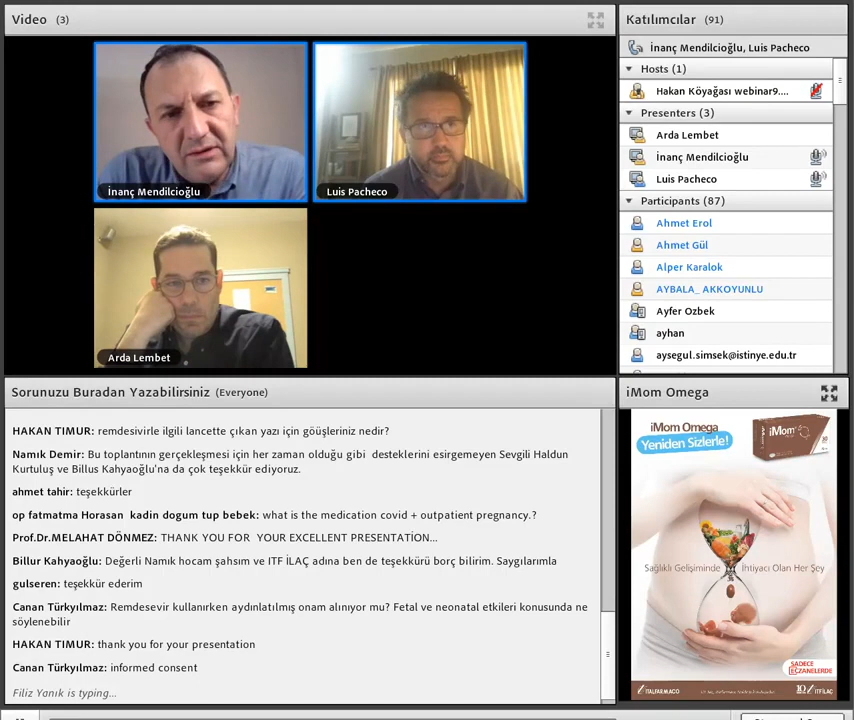 Video (3)
İnanç Mendilcioğlu
Luis Pacheco
Arda Lembet
Katılımcılar (91)
İnanç Mendilcioğlu, Luis Pacheco
Hosts (1)
Hakan Köyağası webinar9....
Presenters (3)
Arda Lembet
İnanç Mendilcioğlu
Luis Pacheco
Participants (87)
Ahmet Erol
Ahmet Gül
Alper Karalok
AYBALA_ AKKOYUNLU
Ayfer Ozbek
ayhan
aysegul.simsek@istinye.edu.tr
Sorunuzu Buradan Yazabilirsiniz (Everyone)
HAKAN TIMUR: remdesivirle ilgili lancette çıkan yazı için göüşleriniz nedir?
Namık Demir: Bu toplantının gerçekleşmesi için her zaman olduğu gibi desteklerini esirgemeyen Sevgili Haldun
Kurtuluş ve Billus Kahyaoğlu'na da çok teşekkür ediyoruz.
ahmet tahir: teşekkürler
op fatmatma Horasan kadin dogum tup bebek: what is the medication covid + outpatient pregnancy.?
Prof.Dr.MELAHAT DÖNMEZ: THANK YOU FOR YOUR EXCELLENT PRESENTATİON...
Billur Kahyaoğlu: Değerli Namık hocam şahsım ve ITF İLAÇ adına ben de teşekkürü borç bilirim. Saygılarımla
gulseren: teşekkür ederim
Canan Türkyılmaz: Remdesevir kullanırken aydınlatılmış onam alınıyor mu? Fetal ve neonatal etkileri konusunda ne
söylenebilir
HAKAN TIMUR: thank you for your presentation
Canan Türkyılmaz: informed consent
Filiz Yanık is typing...
iMom Omega
iMom Omega
Yeniden Sizlerle!
iMom
Sağlıklı Gelişiminde İhtiyacı Olan Her Şey
SADECE
ECZANELERDE
ITALFARMACO
ITF İLAÇ